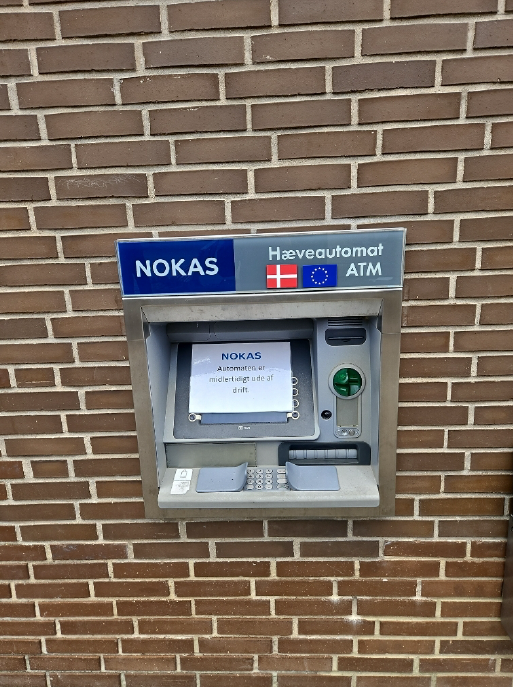 NOKAS
Hæveautomat
ATM
NOKAS
Automaten er
midlertidigt ude af
drift.